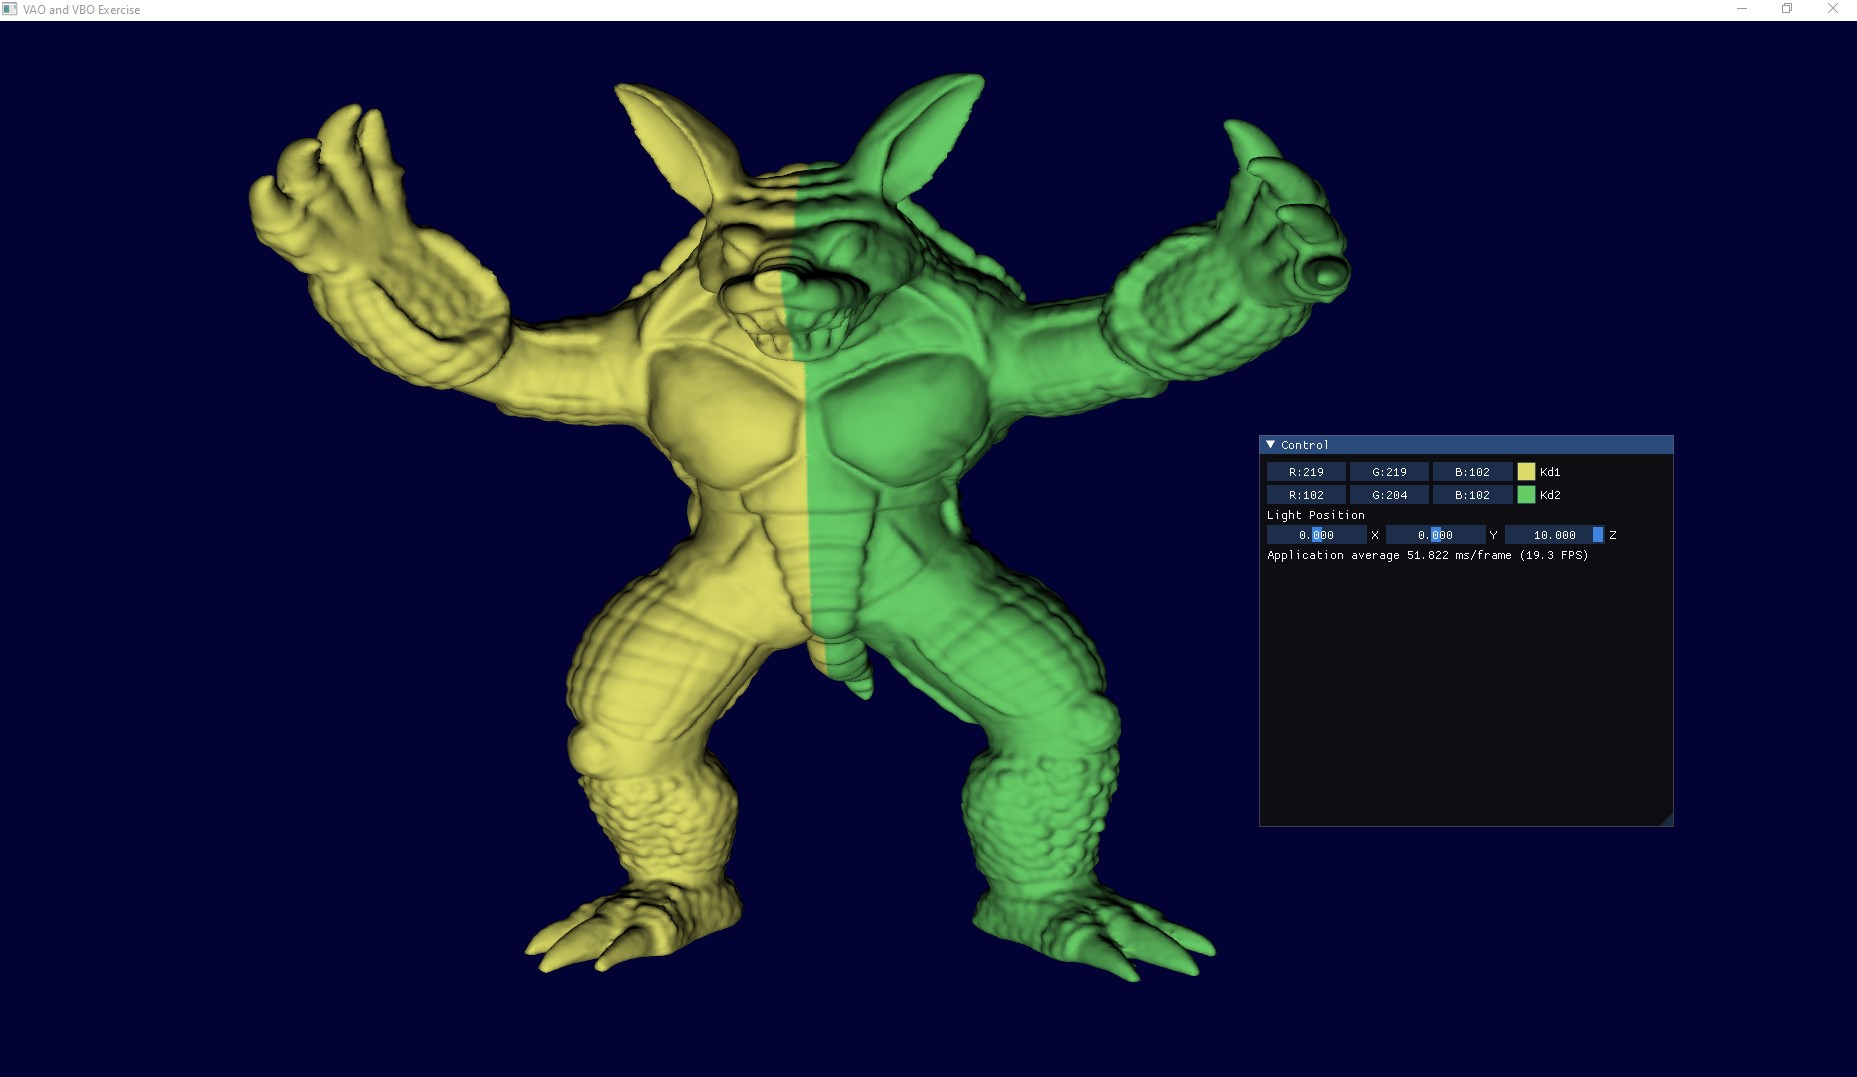 VAO and VBO Exercise
Control
R:219 G:219 B:102 Kd1
R:102 G:204 B:102 Kd2
Light Position
0.000 X 0.000 Y 10.000 Z
Application average 51.822 ms/frame (19.3 FPS)